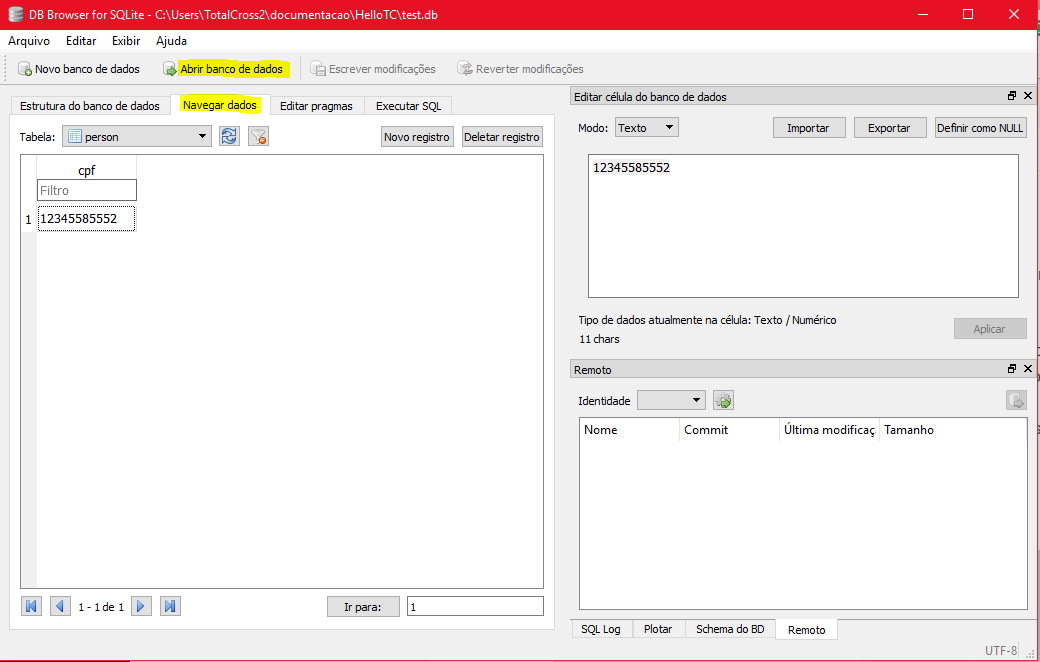 DB Browser for SQLite - C:\Users\TotalCross2\documentacao\HelloTC\test.db
Arquivo Editar Exibir Ajuda
Novo banco de dados Abrir banco de dados Escrever modificações Reverter modificações
Estrutura do banco de dados Navegar dados Editar pragmas Executar SQL
Tabela: person Novo registro Deletar registro
cpf
Filtro
1 12345585552
1 - 1 de 1 Ir para: 1
Editar célula do banco de dados
Modo: Texto Importar Exportar Definir como NULL
12345585552
Tipo de dados atualmente na célula: Texto / Numérico
11 chars
Aplicar
Remoto
Identidade
Nome Commit Última modificaç Tamanho
SQL Log Plotar Schema do BD Remoto
UTF-8